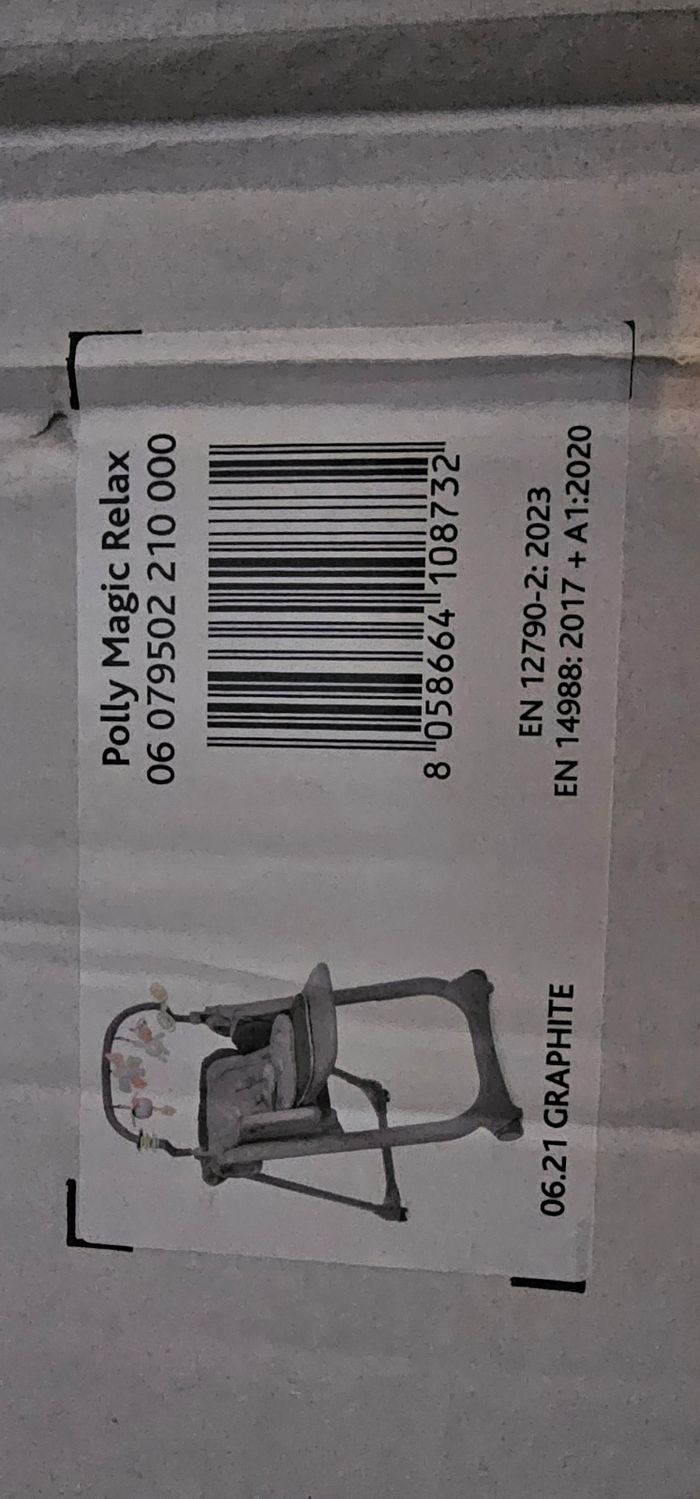 Polly Magic Relax
06 079502 210 000
8 058664 108732
EN 12790-2: 2023
EN 14988: 2017 + A1:2020
06.21 GRAPHITE